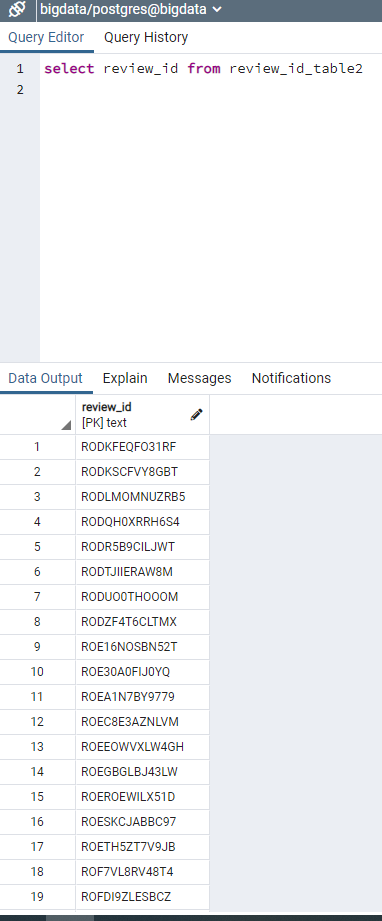 bigdata/postgres@bigdata
Query Editor Query History
1 select review_id from review_id_table2
2
Data Output Explain Messages Notifications
review_id
[PK] text
1 RODKFEQFO31RF
2 RODKSCFVY8GBT
3 RODLMOMNUZRB5
4 RODQH0XRRH6S4
5 RODR5B9CILJWT
6 RODTJIIERAW8M
7 RODUO0THOOOM
8 RODZF4T6CLTMX
9 ROE16NOSBN52T
10 ROE30A0FIJ0YQ
11 ROEA1N7BY9779
12 ROEC8E3AZNLVM
13 ROEEOWVXLW4GH
14 ROEGBGLBJ43LW
15 ROEROEWILX51D
16 ROESKCJABBC97
17 ROETH5ZT7V9JB
18 ROF7VL8RV48T4
19 ROFDI9ZLESBCZ